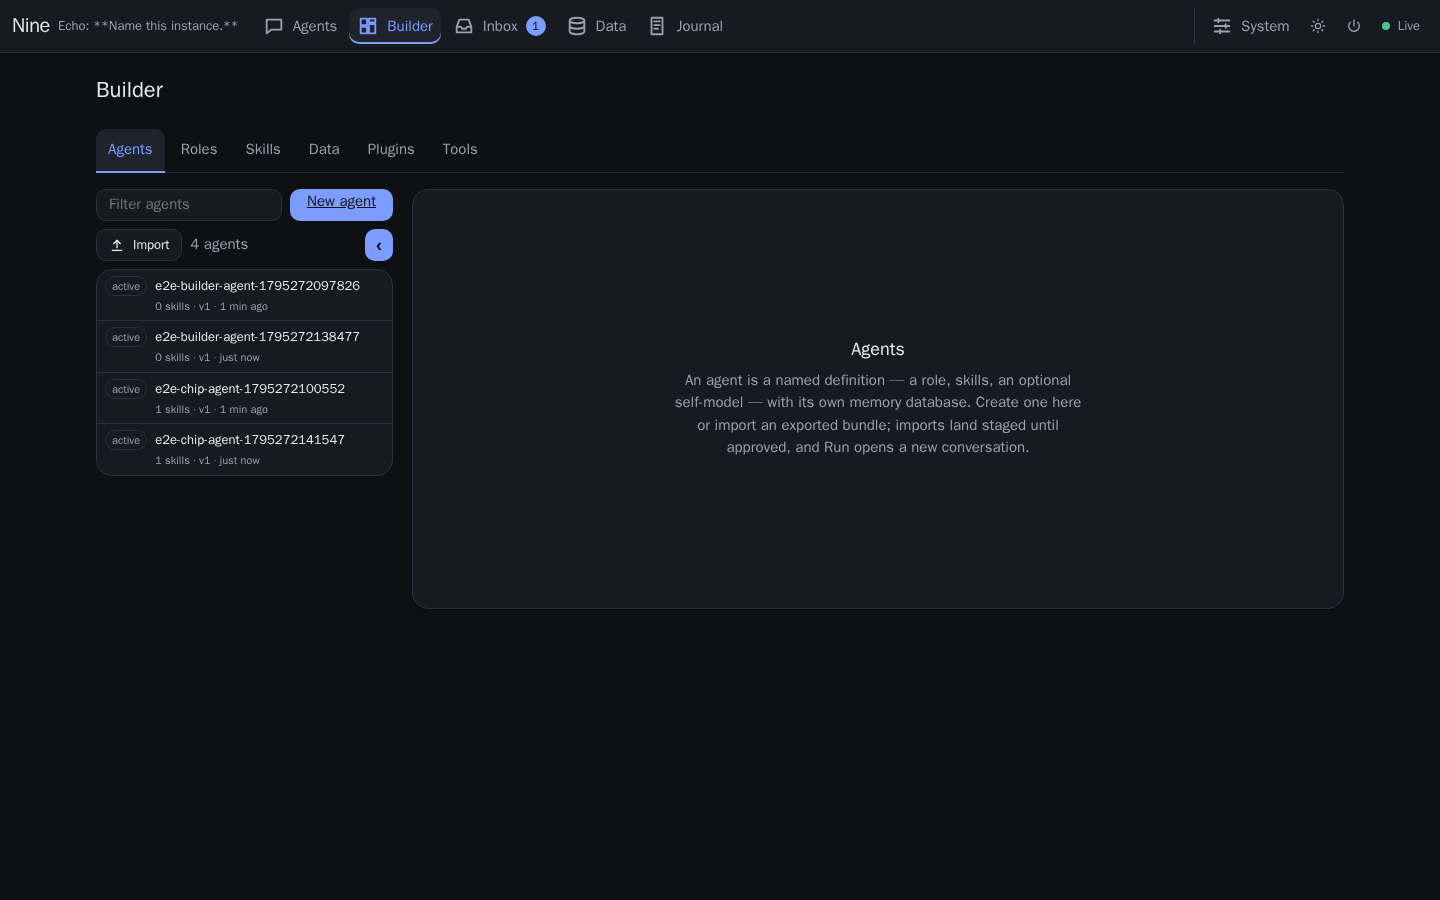 Nine Echo: **Name this instance.** Agents Builder Inbox 1 Data Journal System Live
Builder
Agents Roles Skills Data Plugins Tools
Filter agents New agent
Import 4 agents ‹
active e2e-builder-agent-1795272097826
0 skills · v1 · 1 min ago
active e2e-builder-agent-1795272138477
0 skills · v1 · just now
active e2e-chip-agent-1795272100552
1 skills · v1 · 1 min ago
active e2e-chip-agent-1795272141547
1 skills · v1 · just now
Agents
An agent is a named definition — a role, skills, an optional
self-model — with its own memory database. Create one here
or import an exported bundle; imports land staged until
approved, and Run opens a new conversation.